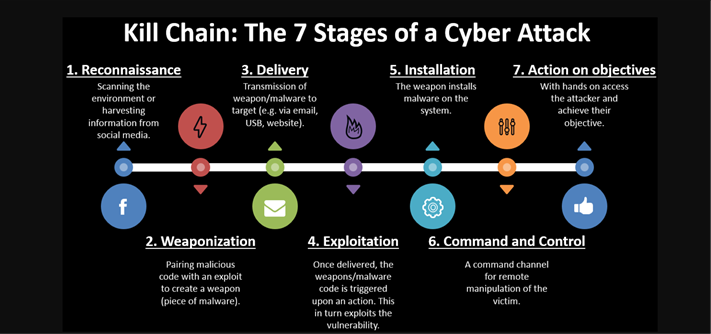 Kill Chain: The 7 Stages of a Cyber Attack
1. Reconnaissance
Scanning the
environment or
harvesting
information from
social media.
3. Delivery
Transmission of
weapon/malware to
target (e.g. via email,
USB, website).
5. Installation
The weapon installs
malware on the
system.
7. Action on objectives
With hands on access
the attacker and
achieve their
objective.
f
2. Weaponization
Pairing malicious
code with an exploit
to create a weapon
(piece of malware).
4. Exploitation
Once delivered, the
weapons/malware
code is triggered
upon an action. This
in turn exploits the
vulnerability.
6. Command and Control
A command channel
for remote
manipulation of the
victim.